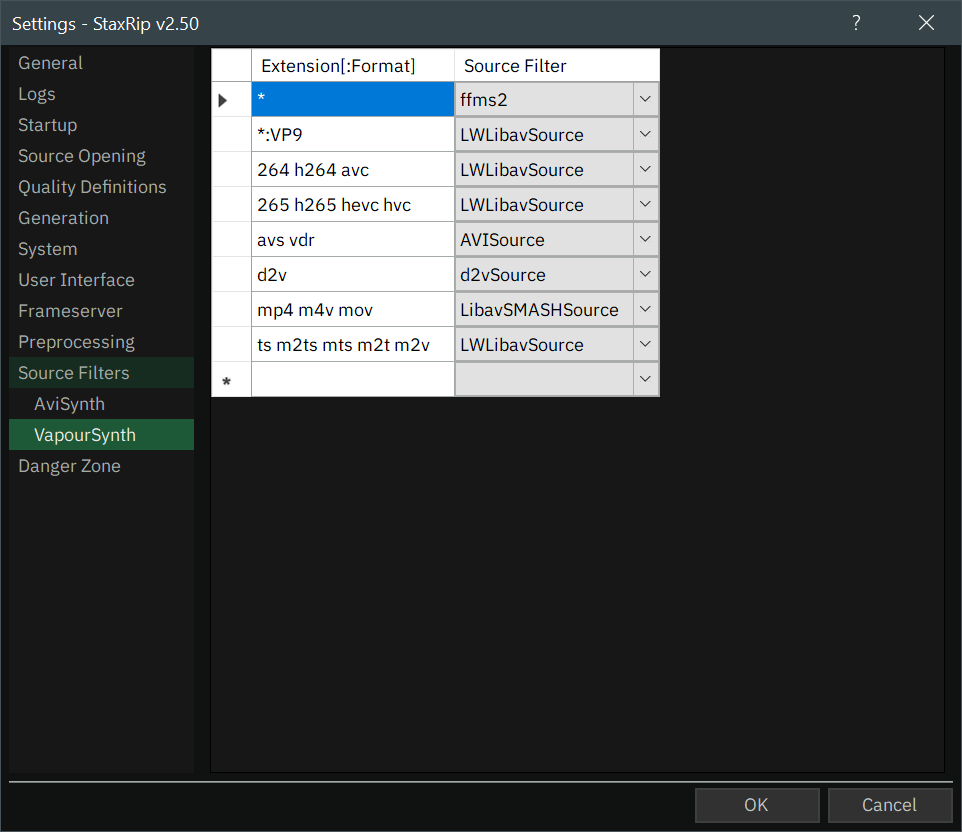 Settings - StaxRip v2.50 ?
General
Logs
Startup
Source Opening
Quality Definitions
Generation
System
User Interface
Frameserver
Preprocessing
Source Filters
AviSynth
VapourSynth
Danger Zone
Extension[:Format] Source Filter
* ffms2
*:VP9 LWLibavSource
264 h264 avc LWLibavSource
265 h265 hevc hvc LWLibavSource
avs vdr AVISource
d2v d2vSource
mp4 m4v mov LibavSMASHSource
ts m2ts mts m2t m2v LWLibavSource
*
OK Cancel